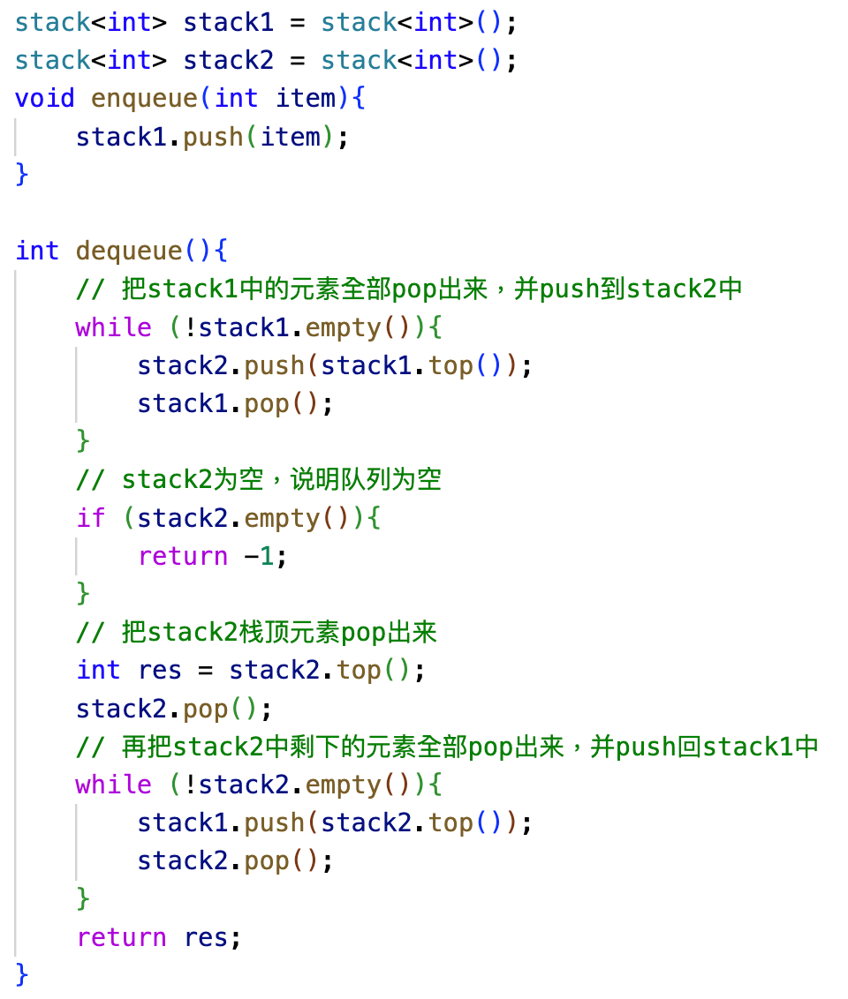 stack<int> stack1 = stack<int>();
stack<int> stack2 = stack<int>();
void enqueue(int item){
    stack1.push(item);
}

int dequeue(){
    // 把stack1中的元素全部pop出来，并push到stack2中
    while (!stack1.empty()){
        stack2.push(stack1.top());
        stack1.pop();
    }
    // stack2为空，说明队列为空
    if (stack2.empty()){
        return -1;
    }
    // 把stack2栈顶元素pop出来
    int res = stack2.top();
    stack2.pop();
    // 再把stack2中剩下的元素全部pop出来，并push回stack1中
    while (!stack2.empty()){
        stack1.push(stack2.top());
        stack2.pop();
    }
    return res;
}